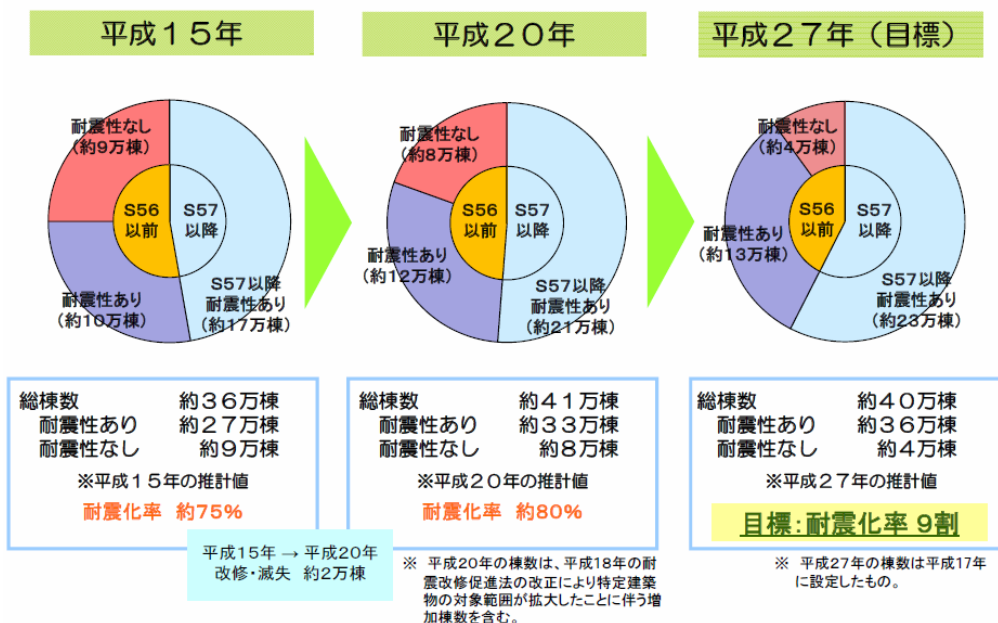 平成１５年
平成２０年
平成２７年（目標）
耐震性なし
（約9万棟）
S56
以前
S57
以降
耐震性あり
（約10万棟）
S57以降
耐震性あり
（約17万棟）
耐震性なし
（約8万棟）
S56
以前
S57
以降
耐震性あり
（約12万棟）
S57以降
耐震性あり
（約21万棟）
耐震性なし
（約4万棟）
S56
以前
S57
以降
耐震性あり
（約13万棟）
S57以降
耐震性あり
（約23万棟）
総棟数 約３６万棟
耐震性あり 約２７万棟
耐震性なし 約９万棟
※平成１５年の推計値
耐震化率 約75%
総棟数 約４１万棟
耐震性あり 約３３万棟
耐震性なし 約８万棟
※平成２０年の推計値
耐震化率 約80%
総棟数 約４０万棟
耐震性あり 約３６万棟
耐震性なし 約４万棟
※平成２７年の推計値
目標：耐震化率 9割
平成15年 → 平成20年
改修・滅失 約2万棟
※ 平成20年の棟数は、平成18年の耐
震改修促進法の改正により特定建築
物の対象範囲が拡大したことに伴う増
加棟数を含む。
※ 平成27年の棟数は平成17年
に設定したもの。